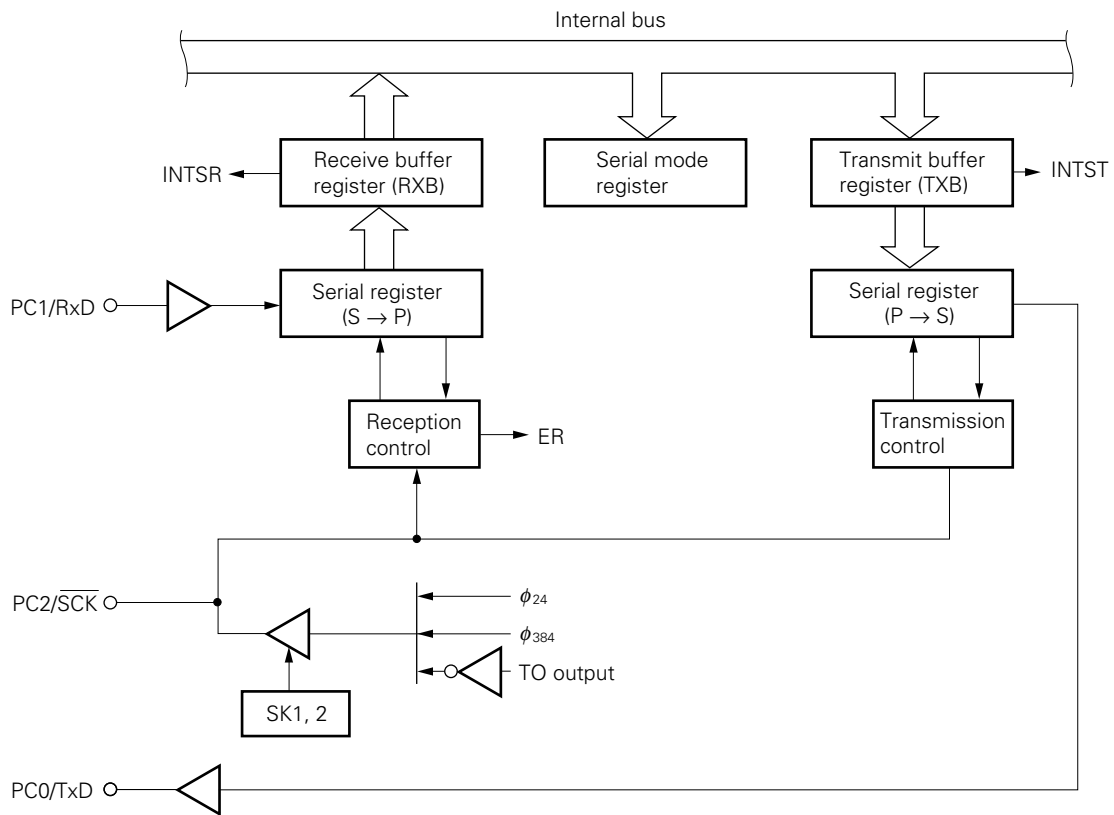 Internal bus
INTSR
Receive buffer
register (RXB)
Serial mode
register
Transmit buffer
register (TXB)
INTST
PC1/RxD
Serial register
(S → P)
Serial register
(P → S)
Reception
control
ER
Transmission
control
PC2/S̅C̅K̅
ϕ24
ϕ384
TO output
SK1, 2
PC0/TxD